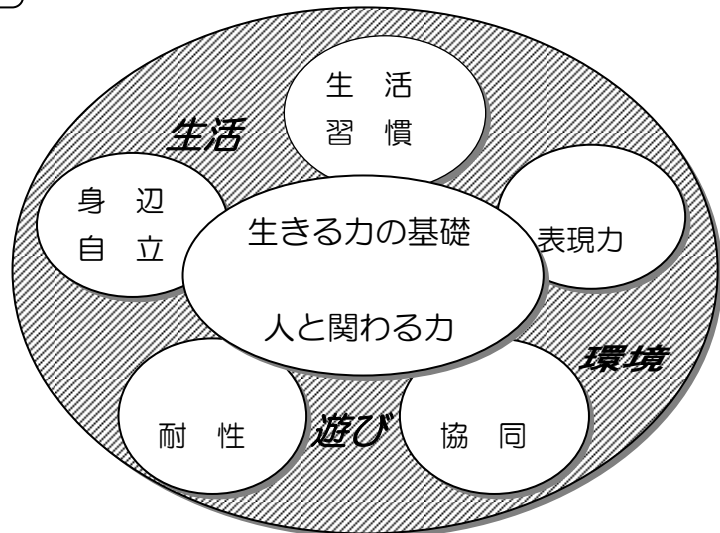 生　活
習　慣
生活
身　辺
自　立
生きる力の基礎
人と関わる力
表現力
環境
耐　性
遊び
協　同